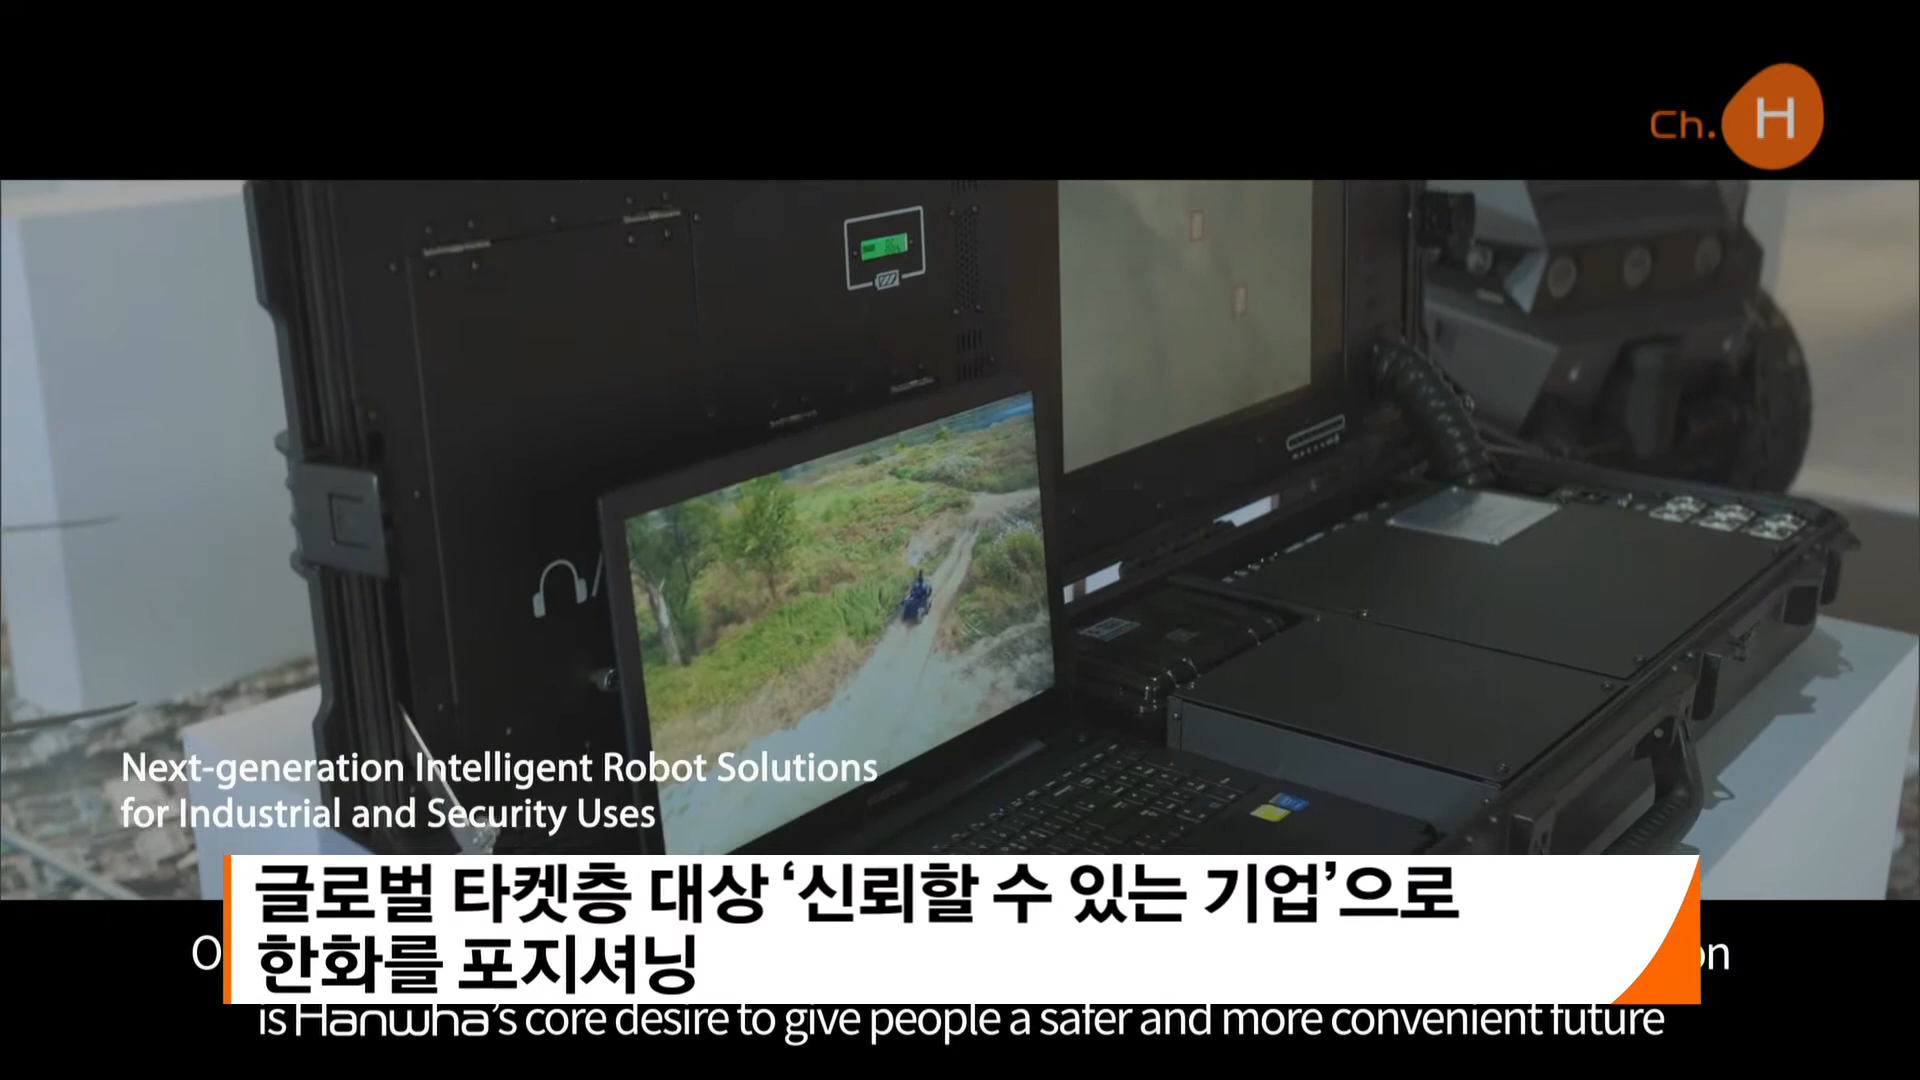 Ch. H
Next-generation Intelligent Robot Solutions
for Industrial and Security Uses
글로벌 타켓층 대상 ‘신뢰할 수 있는 기업’으로
한화를 포지셔닝
is Hanwha's core desire to give people a safer and more convenient future